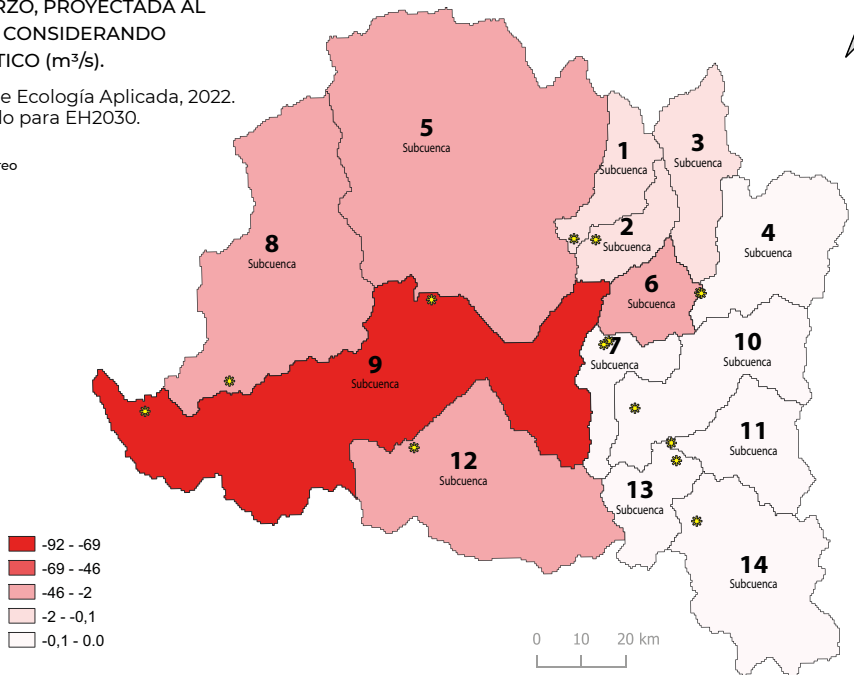 RZO, PROYECTADA AL
CONSIDERANDO
TICO (m³/s).
e Ecología Aplicada, 2022.
lo para EH2030.
reo
5
Subcuenca
1
Subcuenca
3
Subcuenca
2
Subcuenca
4
Subcuenca
8
Subcuenca
6
Subcuenca
7
Subcuenca
10
Subcuenca
9
Subcuenca
11
Subcuenca
12
Subcuenca
13
Subcuenca
14
Subcuenca
-92 - -69
-69 - -46
-46 - -2
-2 - -0,1
-0,1 - 0.0
0 10 20 km